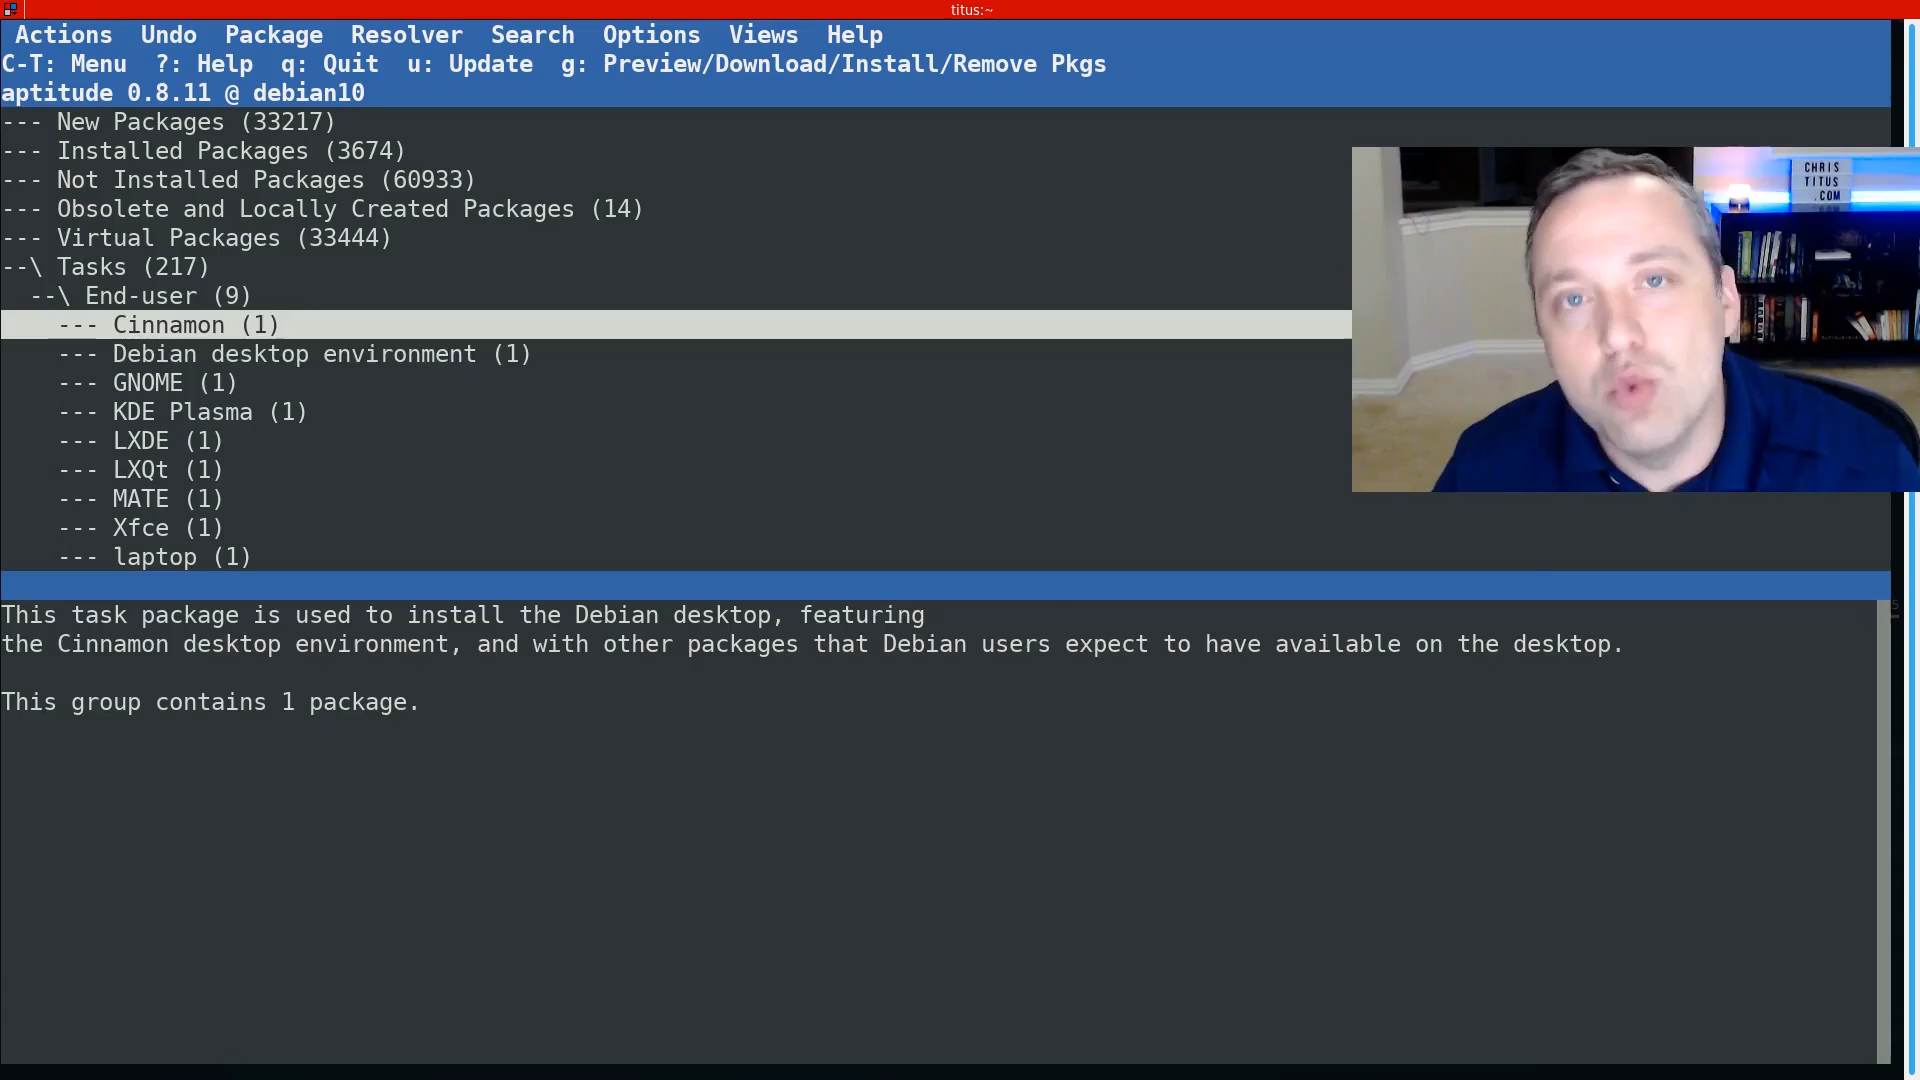 titus:~
Actions Undo Package Resolver Search Options Views Help
C-T: Menu ?: Help q: Quit u: Update g: Preview/Download/Install/Remove Pkgs
aptitude 0.8.11 @ debian10
--- New Packages (33217)
--- Installed Packages (3674)
--- Not Installed Packages (60933)
--- Obsolete and Locally Created Packages (14)
--- Virtual Packages (33444)
--\ Tasks (217)
--\ End-user (9)
--- Cinnamon (1)
--- Debian desktop environment (1)
--- GNOME (1)
--- KDE Plasma (1)
--- LXDE (1)
--- LXQt (1)
--- MATE (1)
--- Xfce (1)
--- laptop (1)
CHRIS
TITUS
.COM
This task package is used to install the Debian desktop, featuring
the Cinnamon desktop environment, and with other packages that Debian users expect to have available on the desktop.
This group contains 1 package.